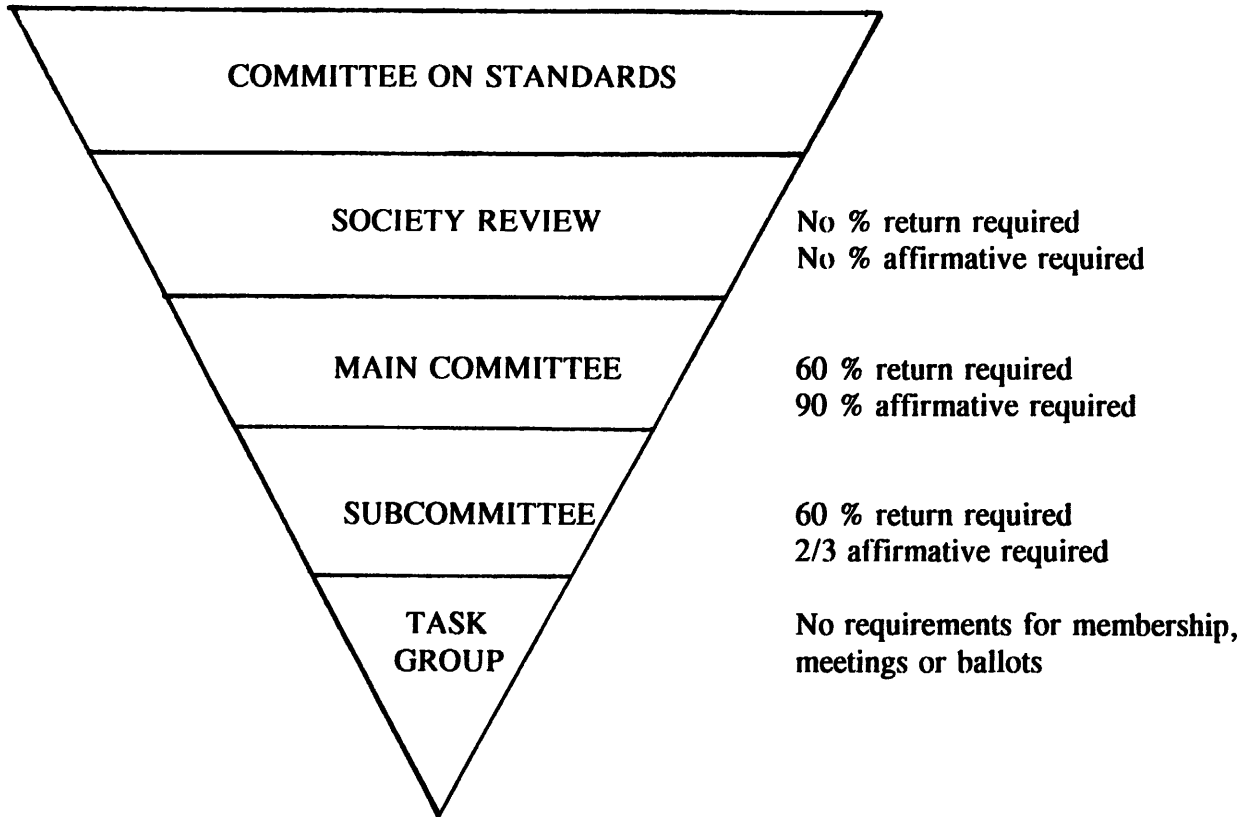 COMMITTEE ON STANDARDS
SOCIETY REVIEW
No % return required
No % affirmative required
MAIN COMMITTEE
60 % return required
90 % affirmative required
SUBCOMMITTEE
60 % return required
2/3 affirmative required
TASK
GROUP
No requirements for membership,
meetings or ballots